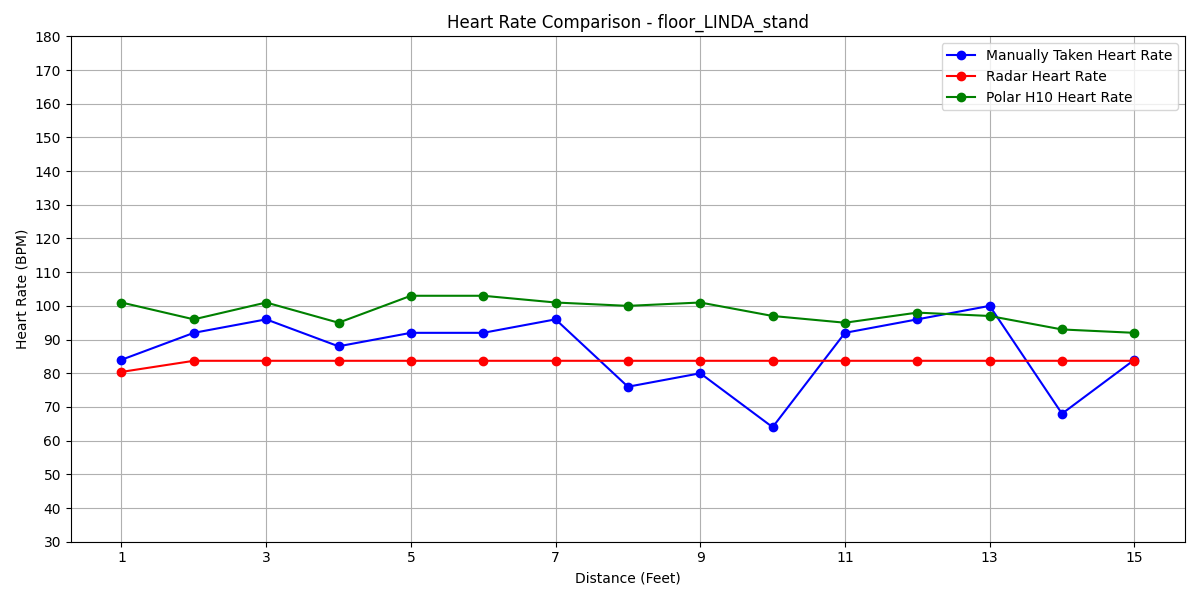 Heart Rate Comparison - floor_LINDA_stand
Manually Taken Heart Rate
Radar Heart Rate
Polar H10 Heart Rate
Heart Rate (BPM)
180
170
160
150
140
130
120
110
100
90
80
70
60
50
40
30
1 3 5 7 9 11 13 15
Distance (Feet)